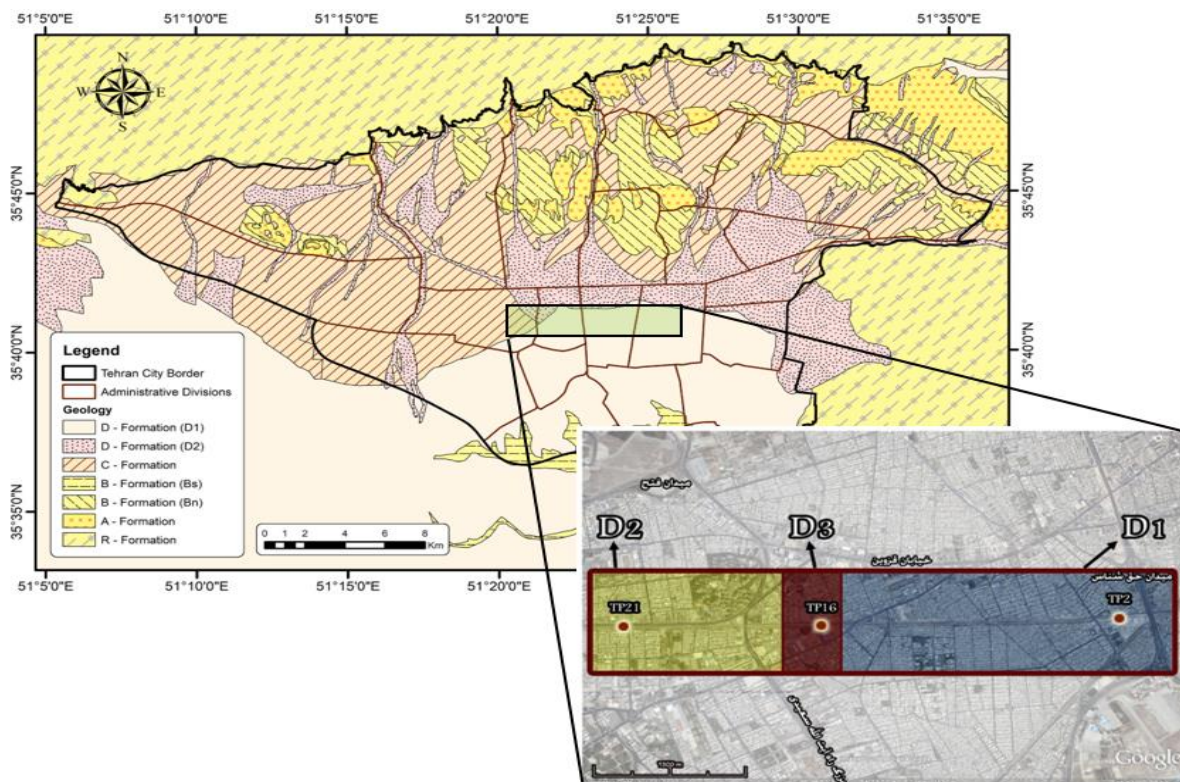 51°5'0"E
51°10'0"E
51°15'0"E
51°20'0"E
51°25'0"E
51°30'0"E
51°35'0"E
N
W
E
S
35°45'0"N
35°45'0"N
35°40'0"N
35°40'0"N
35°35'0"N
Legend
Tehran City Border
Administrative Divisions
Geology
D - Formation (D1)
D - Formation (D2)
C - Formation
B - Formation (Bs)
B - Formation (Bn)
A - Formation
R - Formation
0 1 2 4 6 8
Km
51°5'0"E
51°10'0"E
51°15'0"E
51°20'0"E
میدان فتح
D2
D3
D1
خیابان قزوین
میدان حق شناس
TP21
TP16
TP2
Google